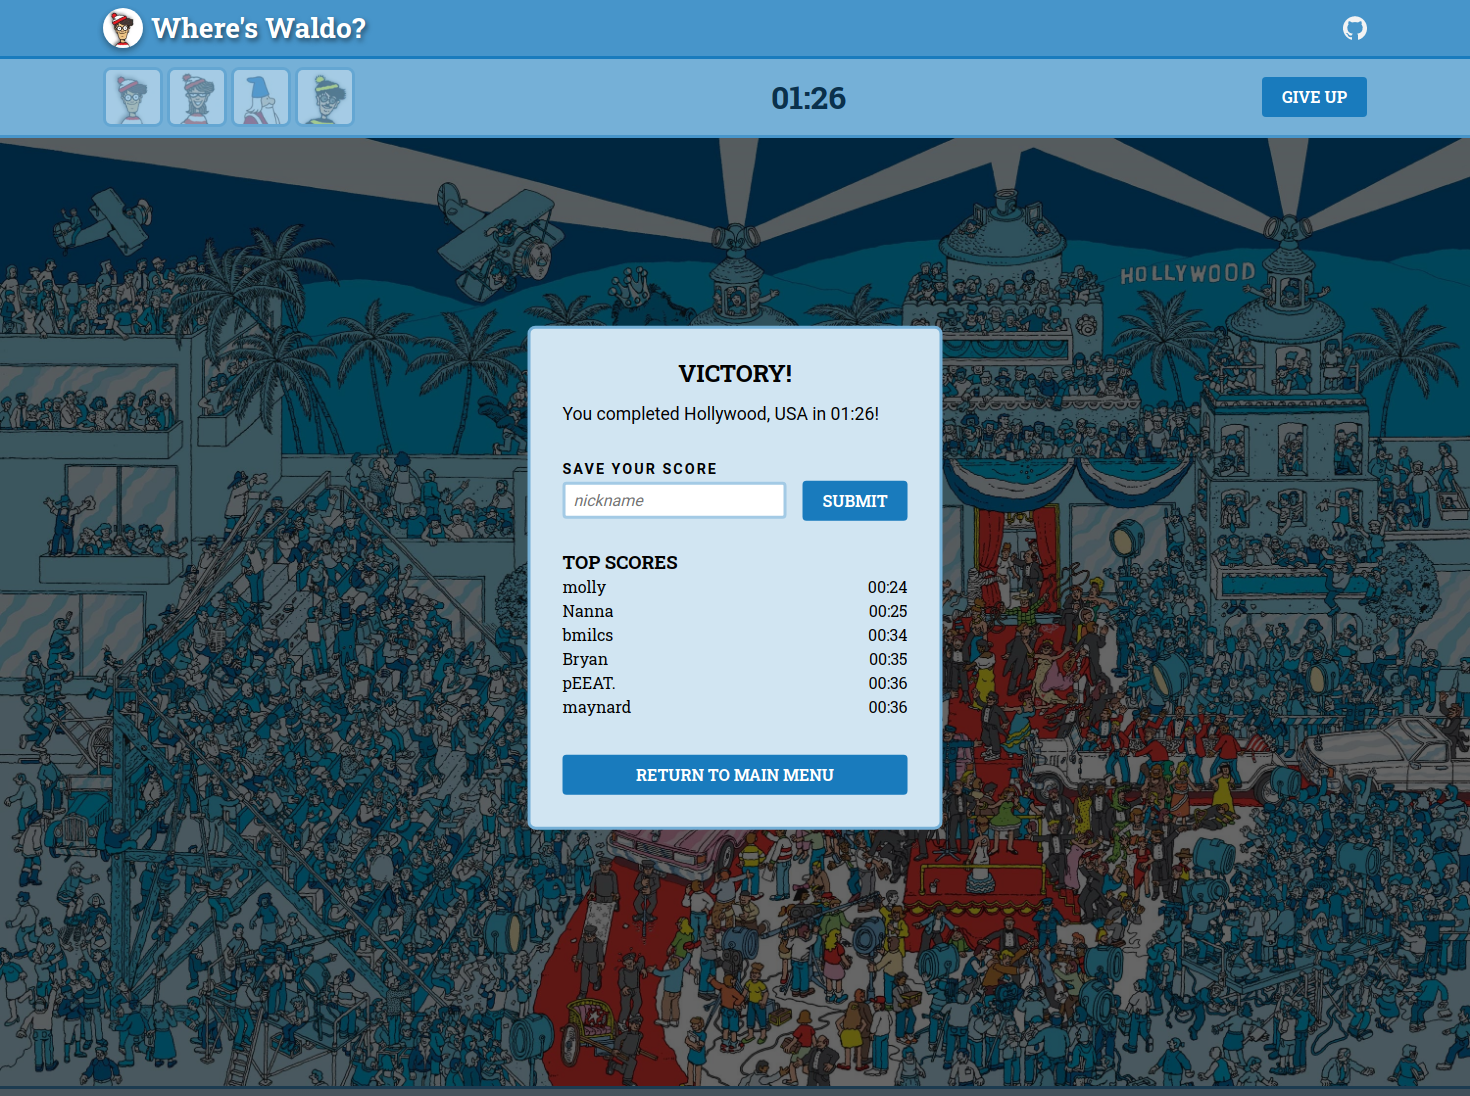 Where's Waldo?
01:26
GIVE UP
HOLLYWOOD
VICTORY!
You completed Hollywood, USA in 01:26!
SAVE YOUR SCORE
nickname
SUBMIT
TOP SCORES
molly 00:24
Nanna 00:25
bmilcs 00:34
Bryan 00:35
pEEAT. 00:36
maynard 00:36
RETURN TO MAIN MENU